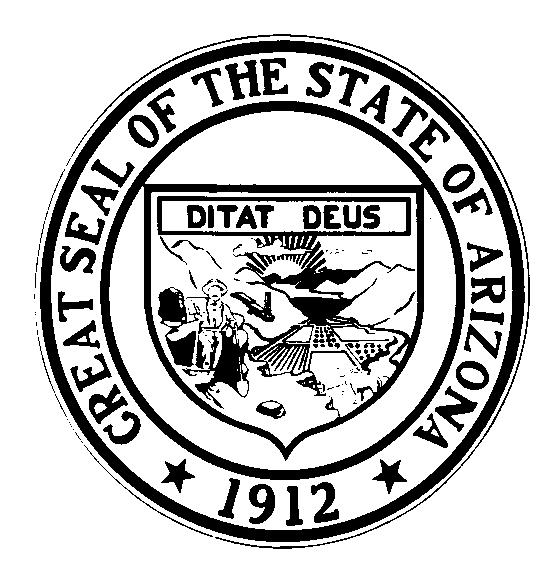 GREAT SEAL OF THE STATE OF ARIZONA
DITAT DEUS
1912